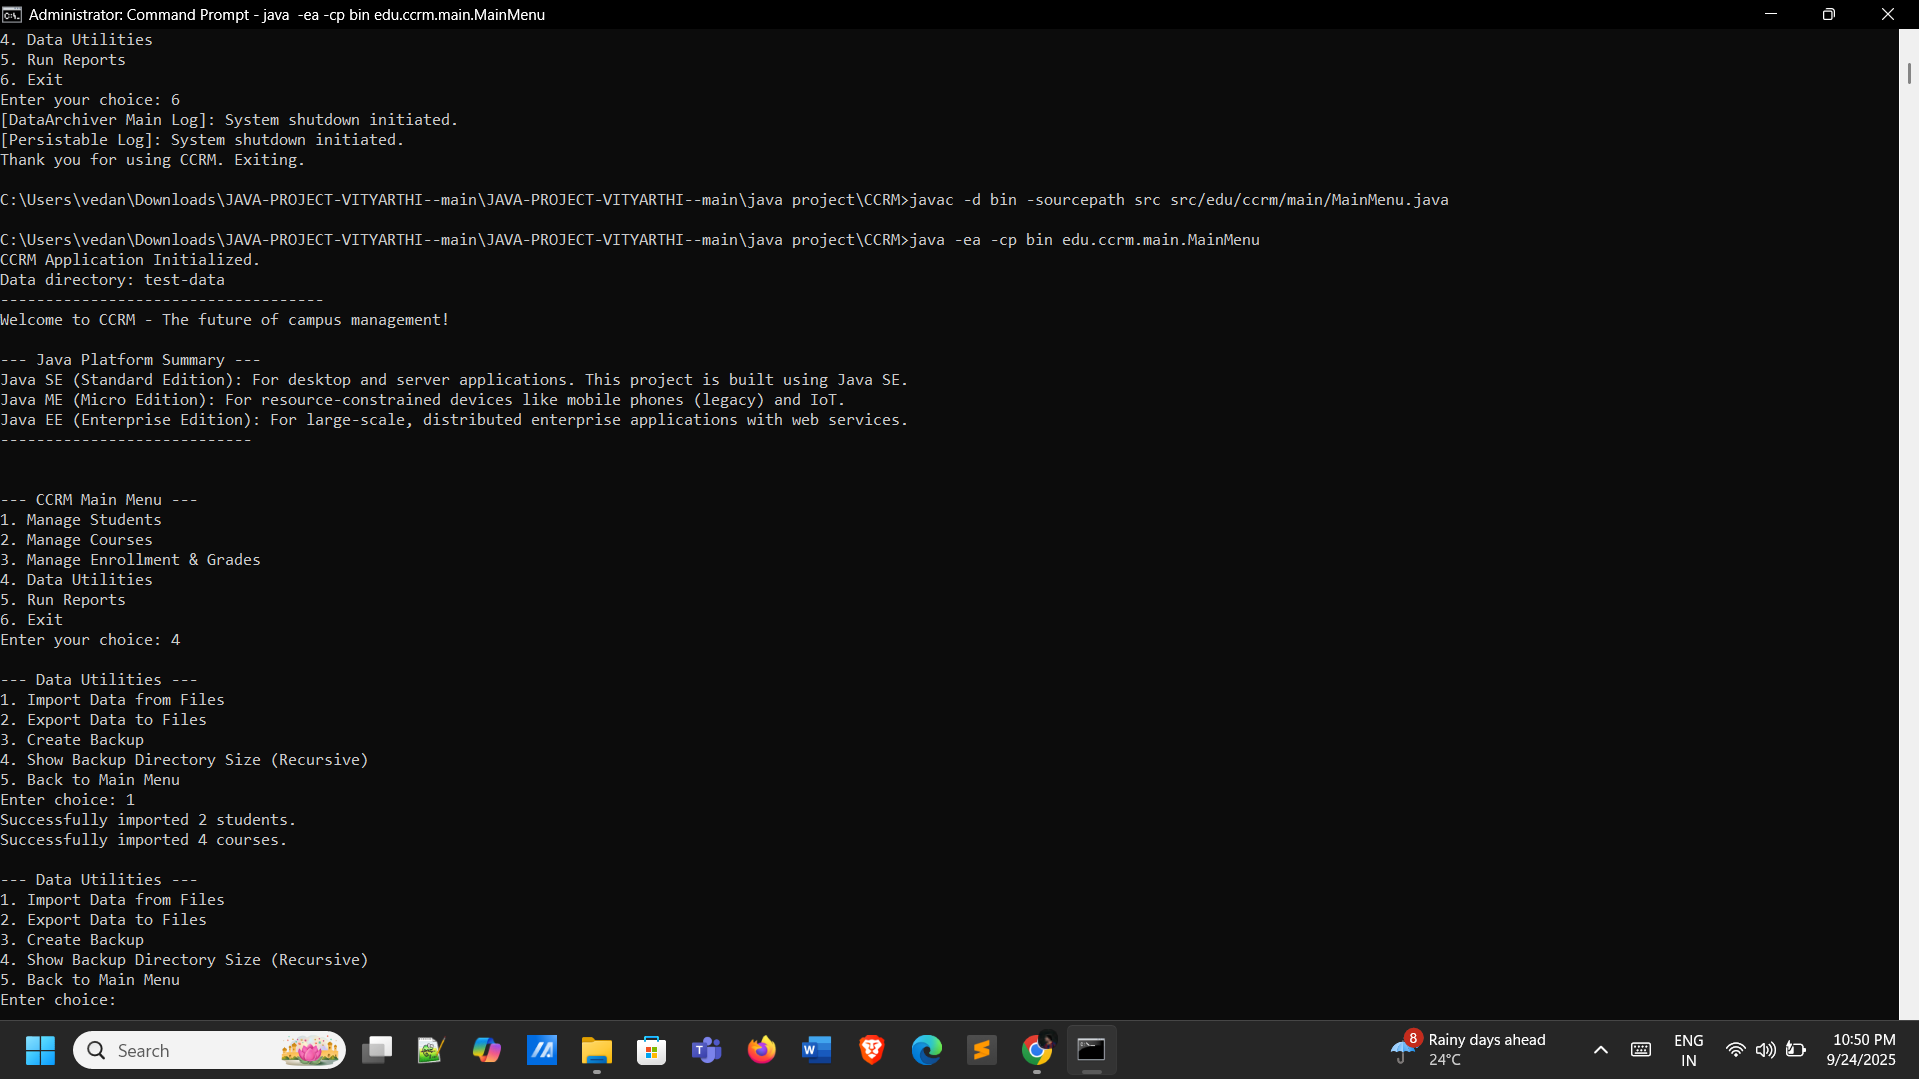 Administrator: Command Prompt - java  -ea -cp bin edu.ccrm.main.MainMenu
4. Data Utilities
5. Run Reports
6. Exit
Enter your choice: 6
[DataArchiver Main Log]: System shutdown initiated.
[Persistable Log]: System shutdown initiated.
Thank you for using CCRM. Exiting.
C:\Users\vedan\Downloads\JAVA-PROJECT-VITYARTHI--main\JAVA-PROJECT-VITYARTHI--main\java project\CCRM>javac -d bin -sourcepath src src/edu/ccrm/main/MainMenu.java
C:\Users\vedan\Downloads\JAVA-PROJECT-VITYARTHI--main\JAVA-PROJECT-VITYARTHI--main\java project\CCRM>java -ea -cp bin edu.ccrm.main.MainMenu
CCRM Application Initialized.
Data directory: test-data
------------------------------------
Welcome to CCRM - The future of campus management!
--- Java Platform Summary ---
Java SE (Standard Edition): For desktop and server applications. This project is built using Java SE.
Java ME (Micro Edition): For resource-constrained devices like mobile phones (legacy) and IoT.
Java EE (Enterprise Edition): For large-scale, distributed enterprise applications with web services.
----------------------------
--- CCRM Main Menu ---
1. Manage Students
2. Manage Courses
3. Manage Enrollment & Grades
4. Data Utilities
5. Run Reports
6. Exit
Enter your choice: 4
--- Data Utilities ---
1. Import Data from Files
2. Export Data to Files
3. Create Backup
4. Show Backup Directory Size (Recursive)
5. Back to Main Menu
Enter choice: 1
Successfully imported 2 students.
Successfully imported 4 courses.
--- Data Utilities ---
1. Import Data from Files
2. Export Data to Files
3. Create Backup
4. Show Backup Directory Size (Recursive)
5. Back to Main Menu
Enter choice:
Search
8
Rainy days ahead
24°C
ENG
IN
10:50 PM
9/24/2025